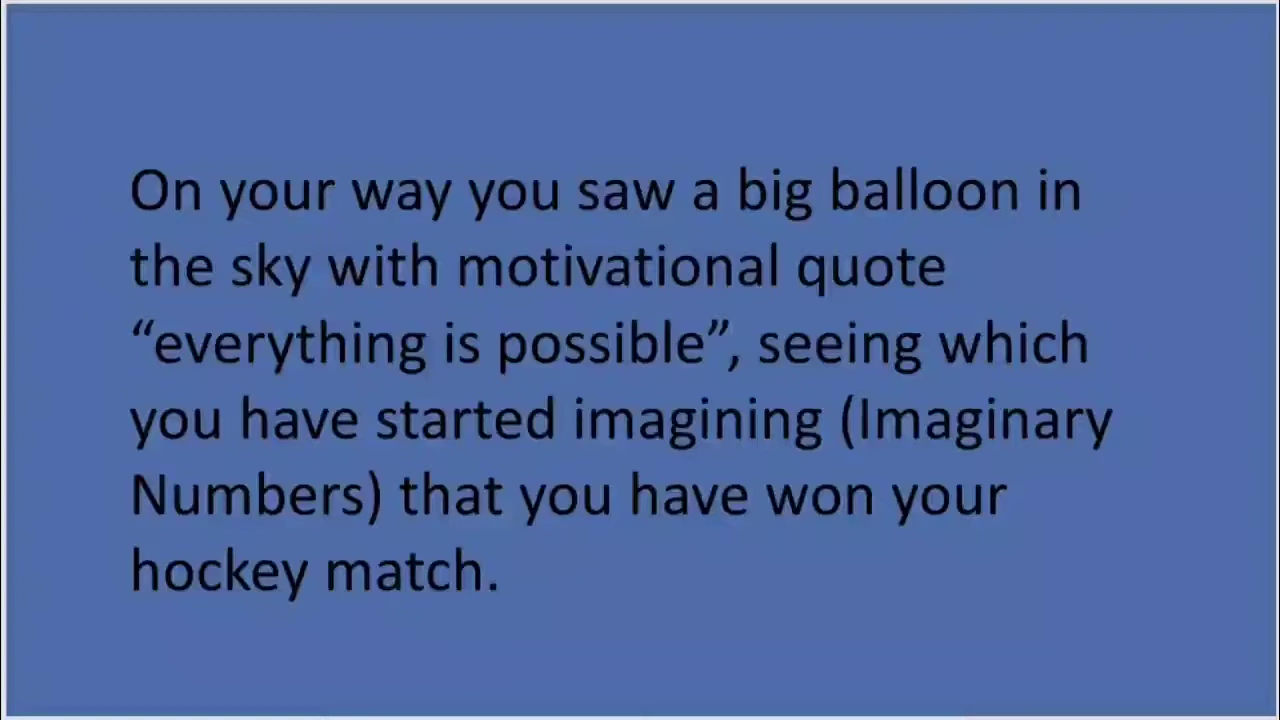 On your way you saw a big balloon in
the sky with motivational quote
“everything is possible”, seeing which
you have started imagining (Imaginary
Numbers) that you have won your
hockey match.